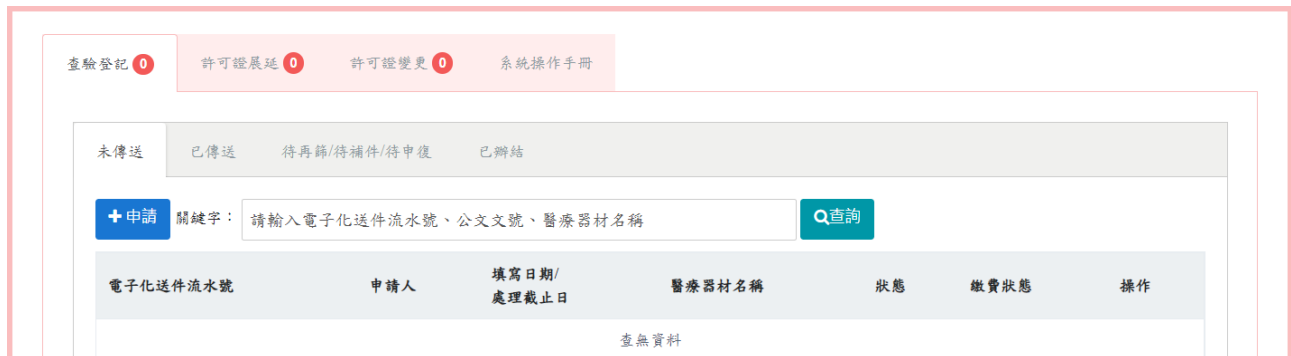 查驗登記 0 許可證展延 0 許可證變更 0 系統操作手冊
未傳送 已傳送 待再篩/待補件/待申復 已辦結
申請 關鍵字： 請輸入電子化送件流水號、公文文號、醫療器材名稱 查詢
電子化送件流水號 申請人 填寫日期/ 醫療器材名稱 狀態 繳費狀態 操作
處理截止日
查無資料